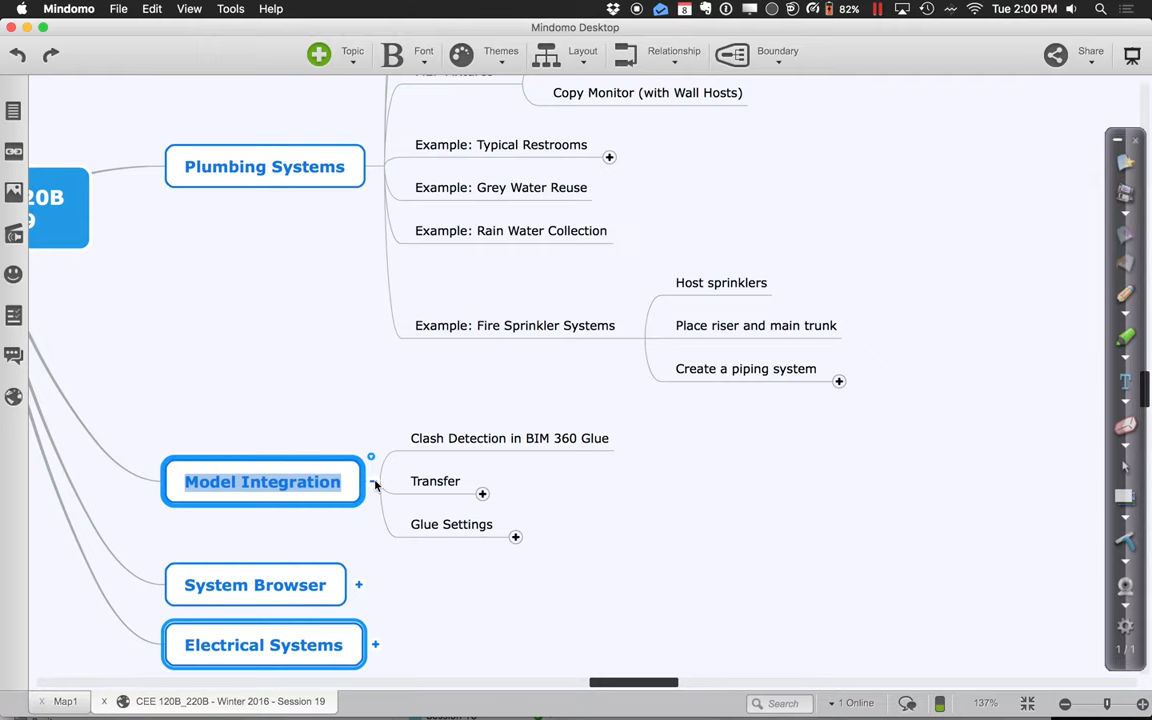 Mindomo File Edit View Tools Help
8
82%
Tue 2:00 PM
Mindomo Desktop
Topic
B Font
Themes
Layout
Relationship
Boundary
Share
Copy Monitor (with Wall Hosts)
Plumbing Systems
Example: Typical Restrooms
Example: Grey Water Reuse
Example: Rain Water Collection
20B
9
Host sprinklers
Example: Fire Sprinkler Systems
Place riser and main trunk
Create a piping system
Clash Detection in BIM 360 Glue
Model Integration
Transfer
Glue Settings
System Browser
Electrical Systems
T
1 / 1
Map1
CEE 120B_220B - Winter 2016 - Session 19
Search
1 Online
137%